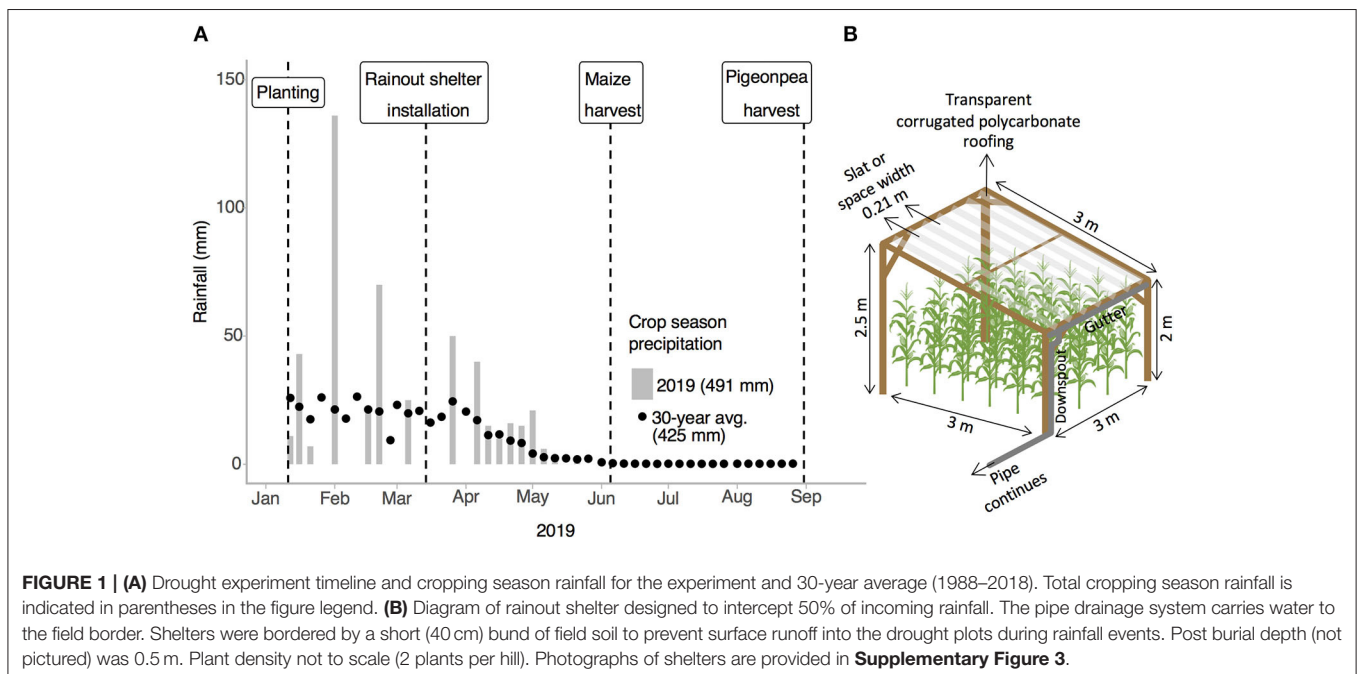 A
B
150
100
50
0
Rainfall (mm)
Planting
Rainout shelter
installation
Maize
harvest
Pigeonpea
harvest
Crop season
precipitation
2019 (491 mm)
30-year avg.
(425 mm)
Jan Feb Mar Apr May Jun Jul Aug Sep
2019
Transparent
corrugated polycarbonate
roofing
Slat or
space width
0.21 m
3 m
2.5 m
Gutter
2 m
Downspout
3 m
3 m
Pipe
continues
FIGURE 1 | (A) Drought experiment timeline and cropping season rainfall for the experiment and 30-year average (1988–2018). Total cropping season rainfall is
indicated in parentheses in the figure legend. (B) Diagram of rainout shelter designed to intercept 50% of incoming rainfall. The pipe drainage system carries water to
the field border. Shelters were bordered by a short (40 cm) bund of field soil to prevent surface runoff into the drought plots during rainfall events. Post burial depth (not
pictured) was 0.5 m. Plant density not to scale (2 plants per hill). Photographs of shelters are provided in Supplementary Figure 3.